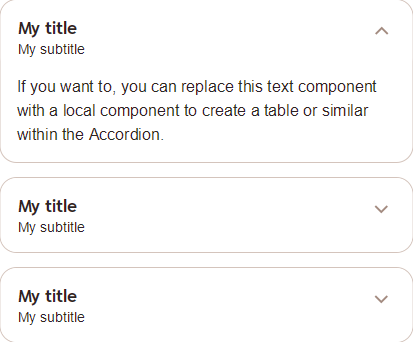 My title
My subtitle
If you want to, you can replace this text component
with a local component to create a table or similar
within the Accordion.
My title
My subtitle
My title
My subtitle